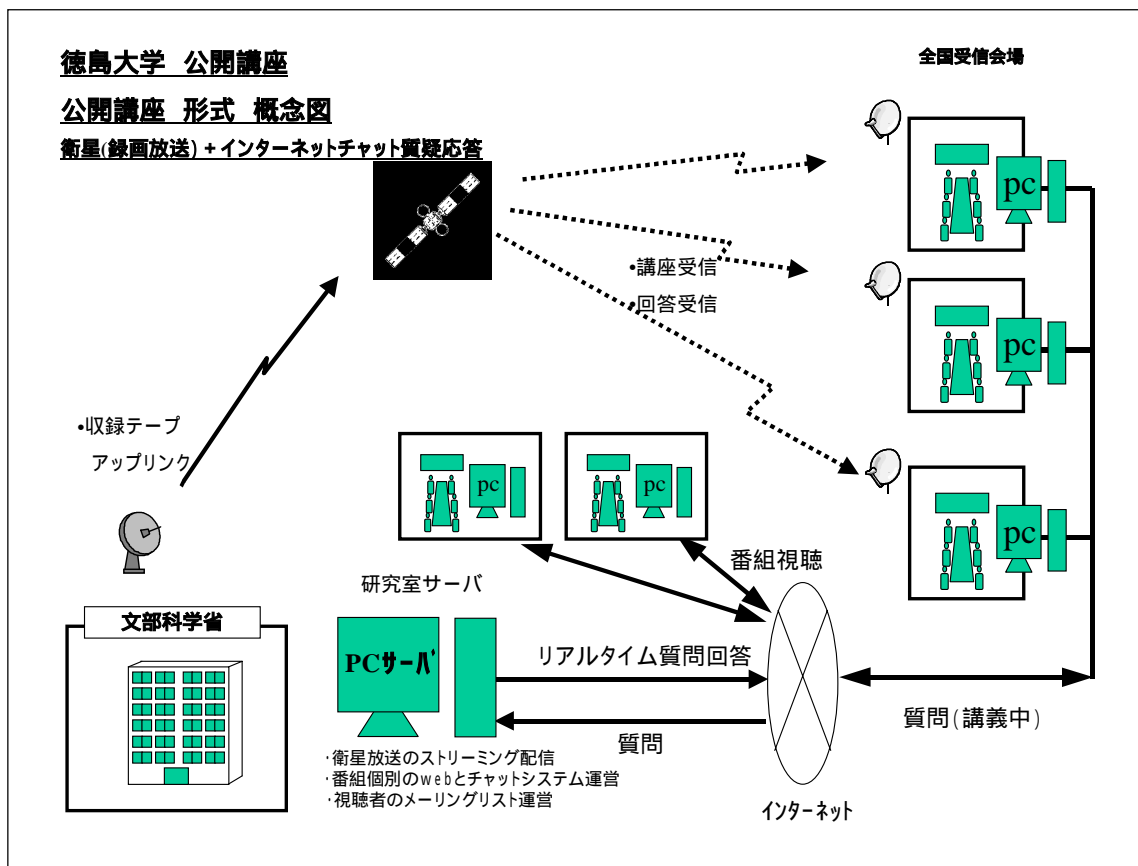 徳島大学 公開講座
公開講座 形式 概念図
衛星(録画放送)+インターネットチャット質疑応答
全国受信会場
pc
•講座受信
•回答受信
pc
•収録テープ
アップリンク
pc
pc
pc
番組視聴
研究室サーバ
文部科学省
PCサーバ
リアルタイム質問回答
質問(講義中)
質問
･衛星放送のストリーミング配信
･番組個別のwebとチャットシステム運営
･視聴者のメーリングリスト運営
インターネット